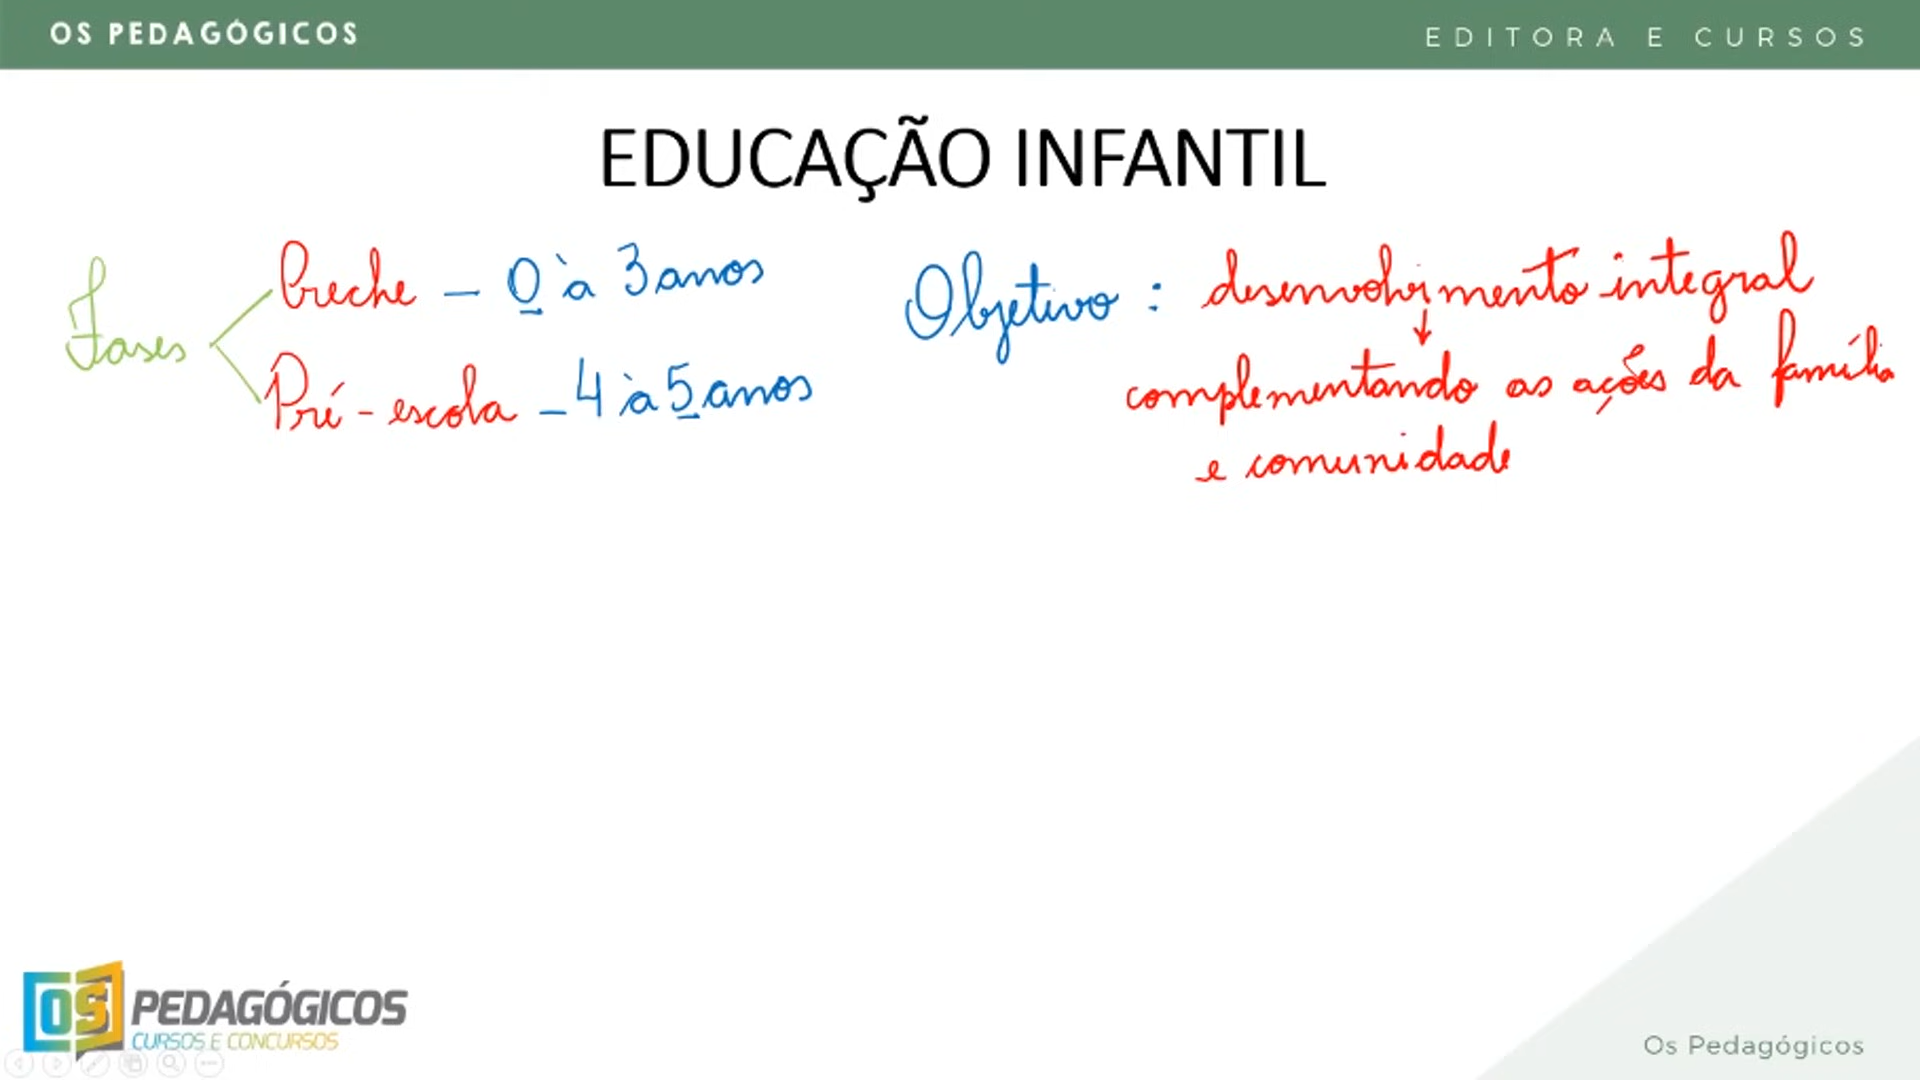 OS PEDAGÓGICOS
EDITORA E CURSOS
EDUCAÇÃO INFANTIL
Fases
Creche - 0 à 3 anos
Pré-escola - 4 à 5 anos
Objetivo : desenvolvimento integral
complementando as ações da família
e comunidade
OS PEDAGÓGICOS
CURSOS E CONCURSOS
Os Pedagógicos